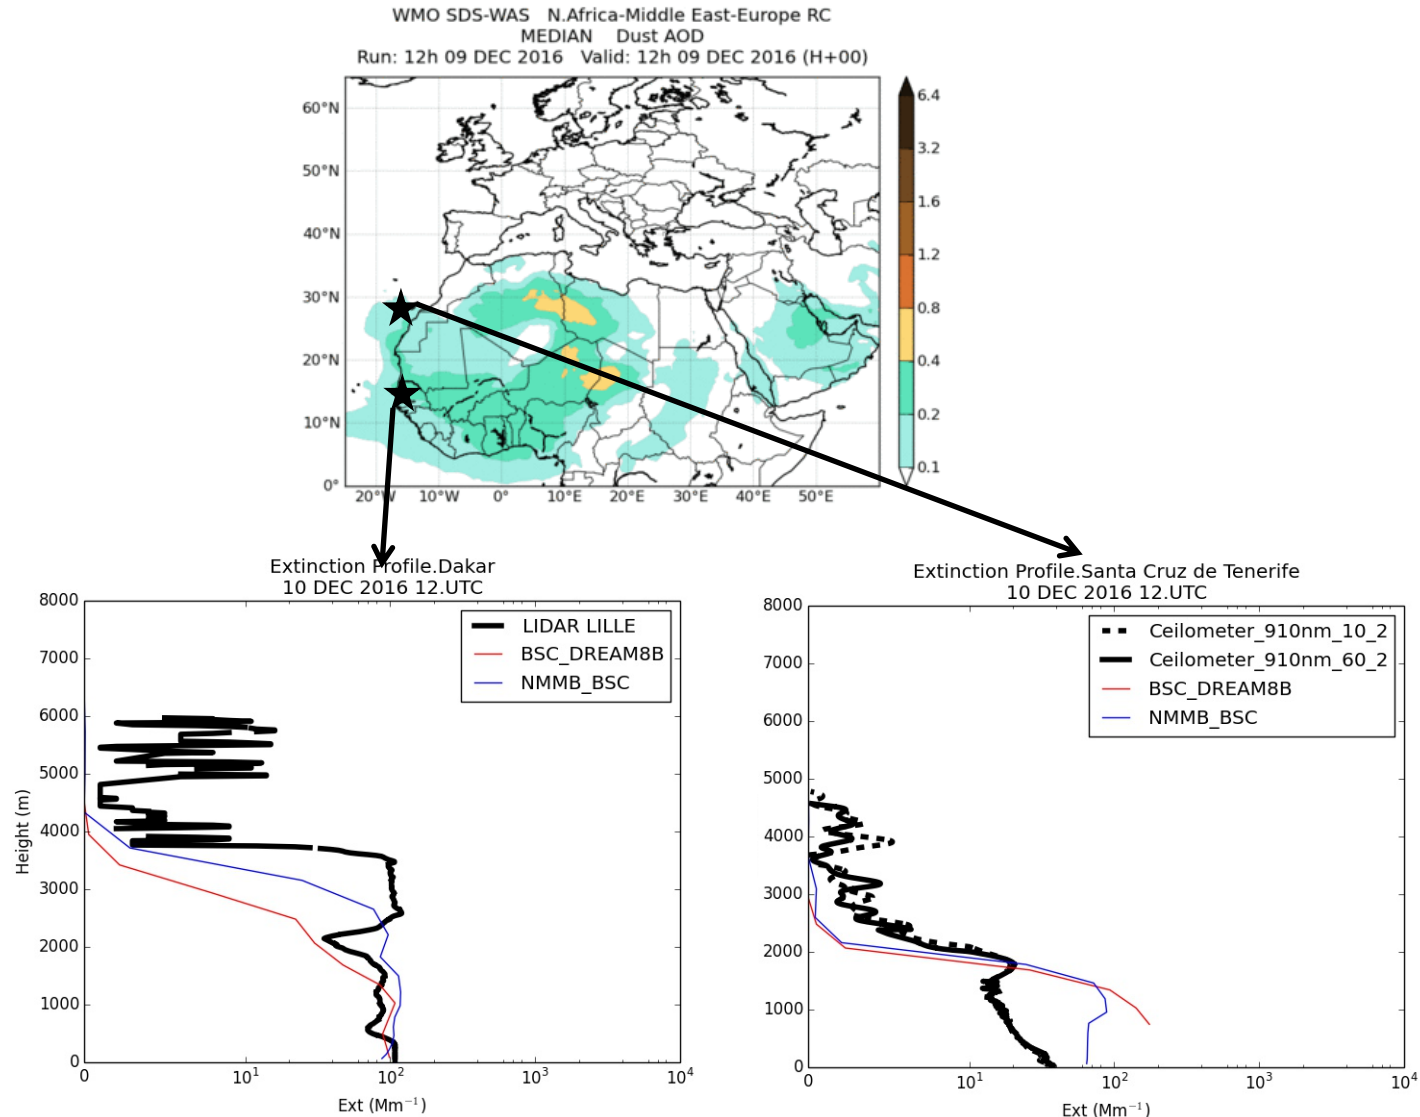 WMO SDS-WAS N.Africa-Middle East-Europe RC
MEDIAN Dust AOD
Run: 12h 09 DEC 2016 Valid: 12h 09 DEC 2016 (H+00)
60°N
50°N
40°N
30°N
20°N
10°N
0°
20°W 10°W 0° 10°E 20°E 30°E 40°E 50°E
6.4
3.2
1.6
1.2
0.8
0.4
0.2
0.1
Extinction Profile.Dakar
10 DEC 2016 12.UTC
LIDAR LILLE
BSC_DREAM8B
NMMB_BSC
8000
7000
6000
5000
4000
3000
2000
1000
0
Height (m)
0 10¹ 10² 10³ 10⁴
Ext (Mm⁻¹)
Extinction Profile.Santa Cruz de Tenerife
10 DEC 2016 12.UTC
Ceilometer_910nm_10_2
Ceilometer_910nm_60_2
BSC_DREAM8B
NMMB_BSC
8000
7000
6000
5000
4000
3000
2000
1000
0
0 10¹ 10² 10³ 10⁴
Ext (Mm⁻¹)